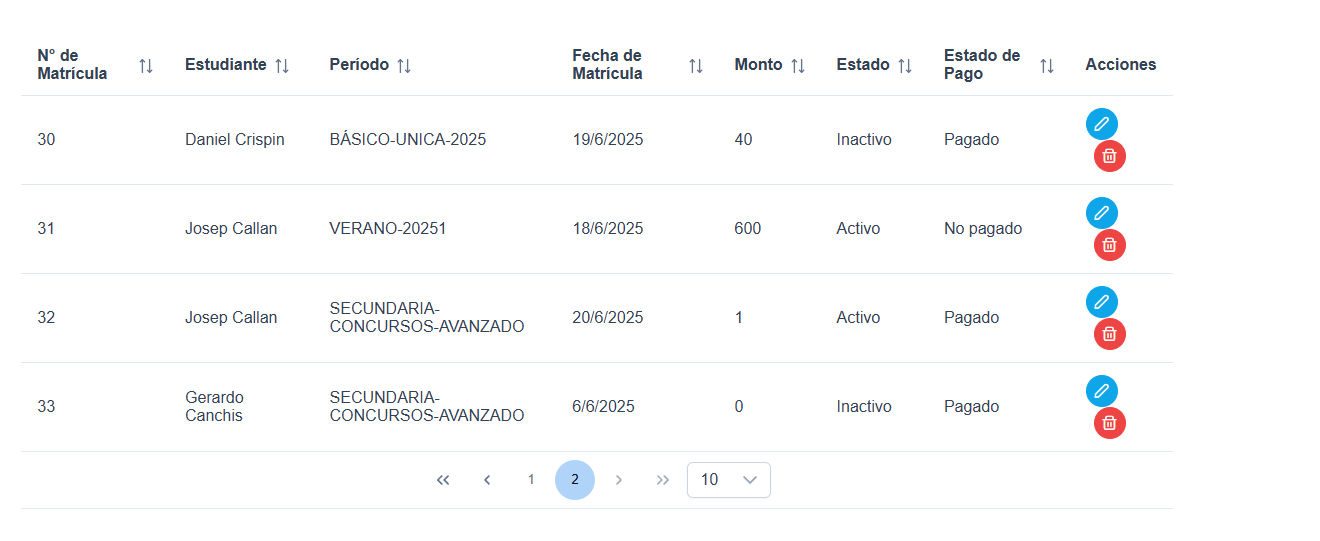 N° de Matrícula Estudiante Período Fecha de Matrícula Monto Estado Estado de Pago Acciones
30 Daniel Crispin BÁSICO-UNICA-2025 19/6/2025 40 Inactivo Pagado
31 Josep Callan VERANO-20251 18/6/2025 600 Activo No pagado
32 Josep Callan SECUNDARIA-CONCURSOS-AVANZADO 20/6/2025 1 Activo Pagado
33 Gerardo Canchis SECUNDARIA-CONCURSOS-AVANZADO 6/6/2025 0 Inactivo Pagado
1 2 10